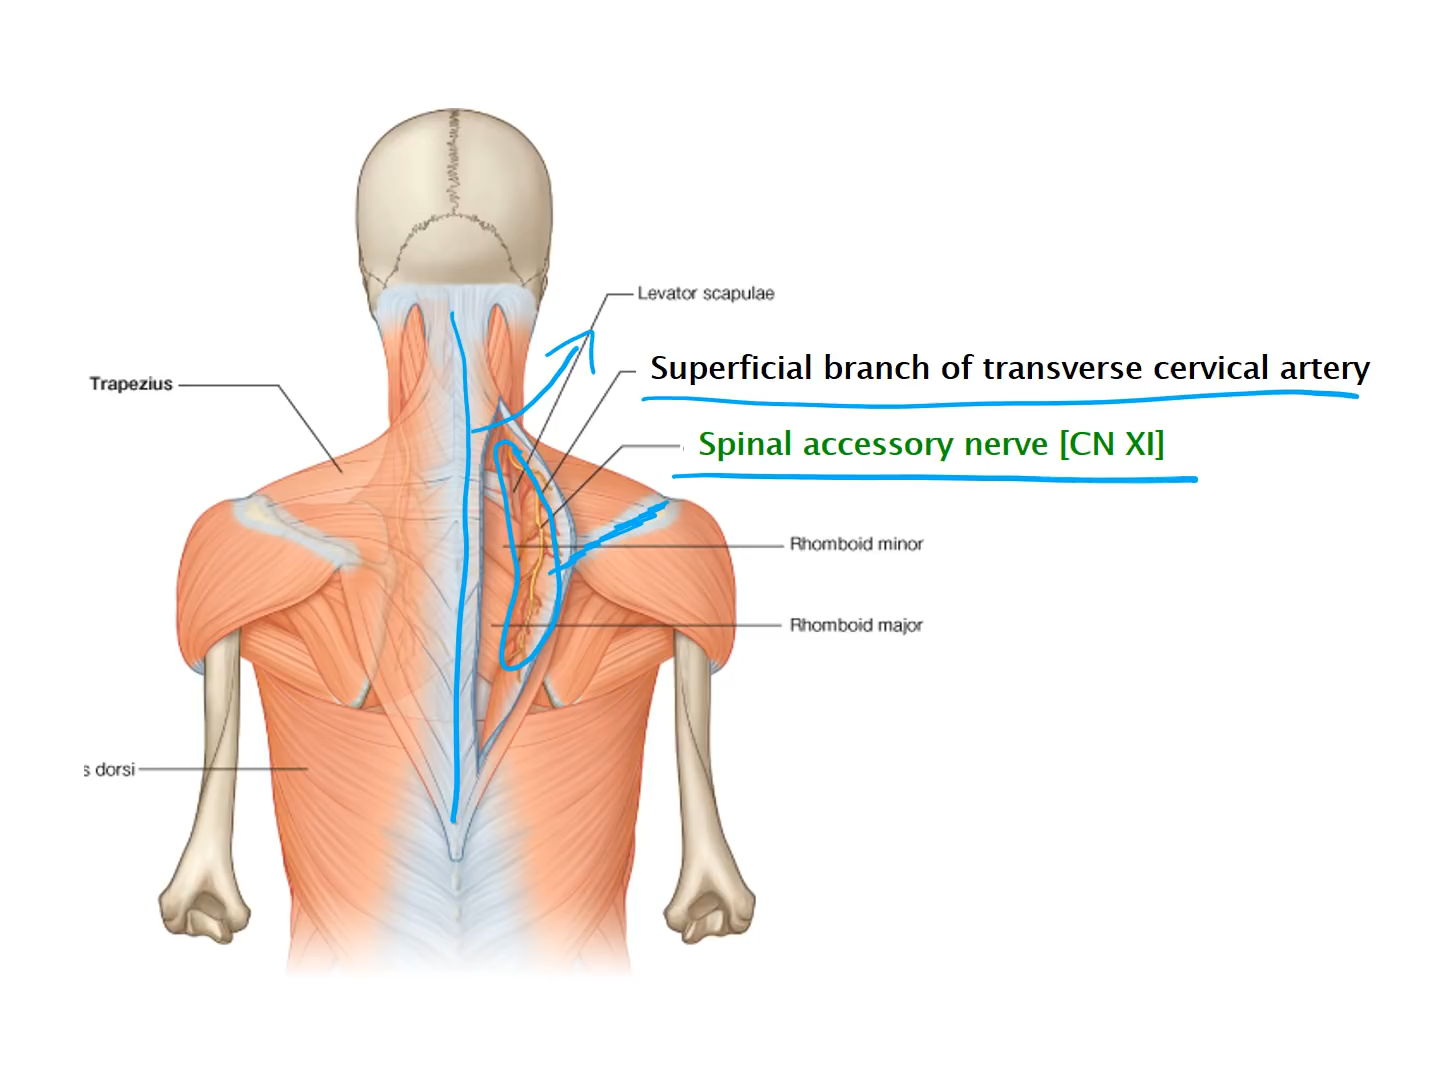 Levator scapulae
Superficial branch of transverse cervical artery
Trapezius
Spinal accessory nerve [CN XI]
Rhomboid minor
Rhomboid major
s dorsi